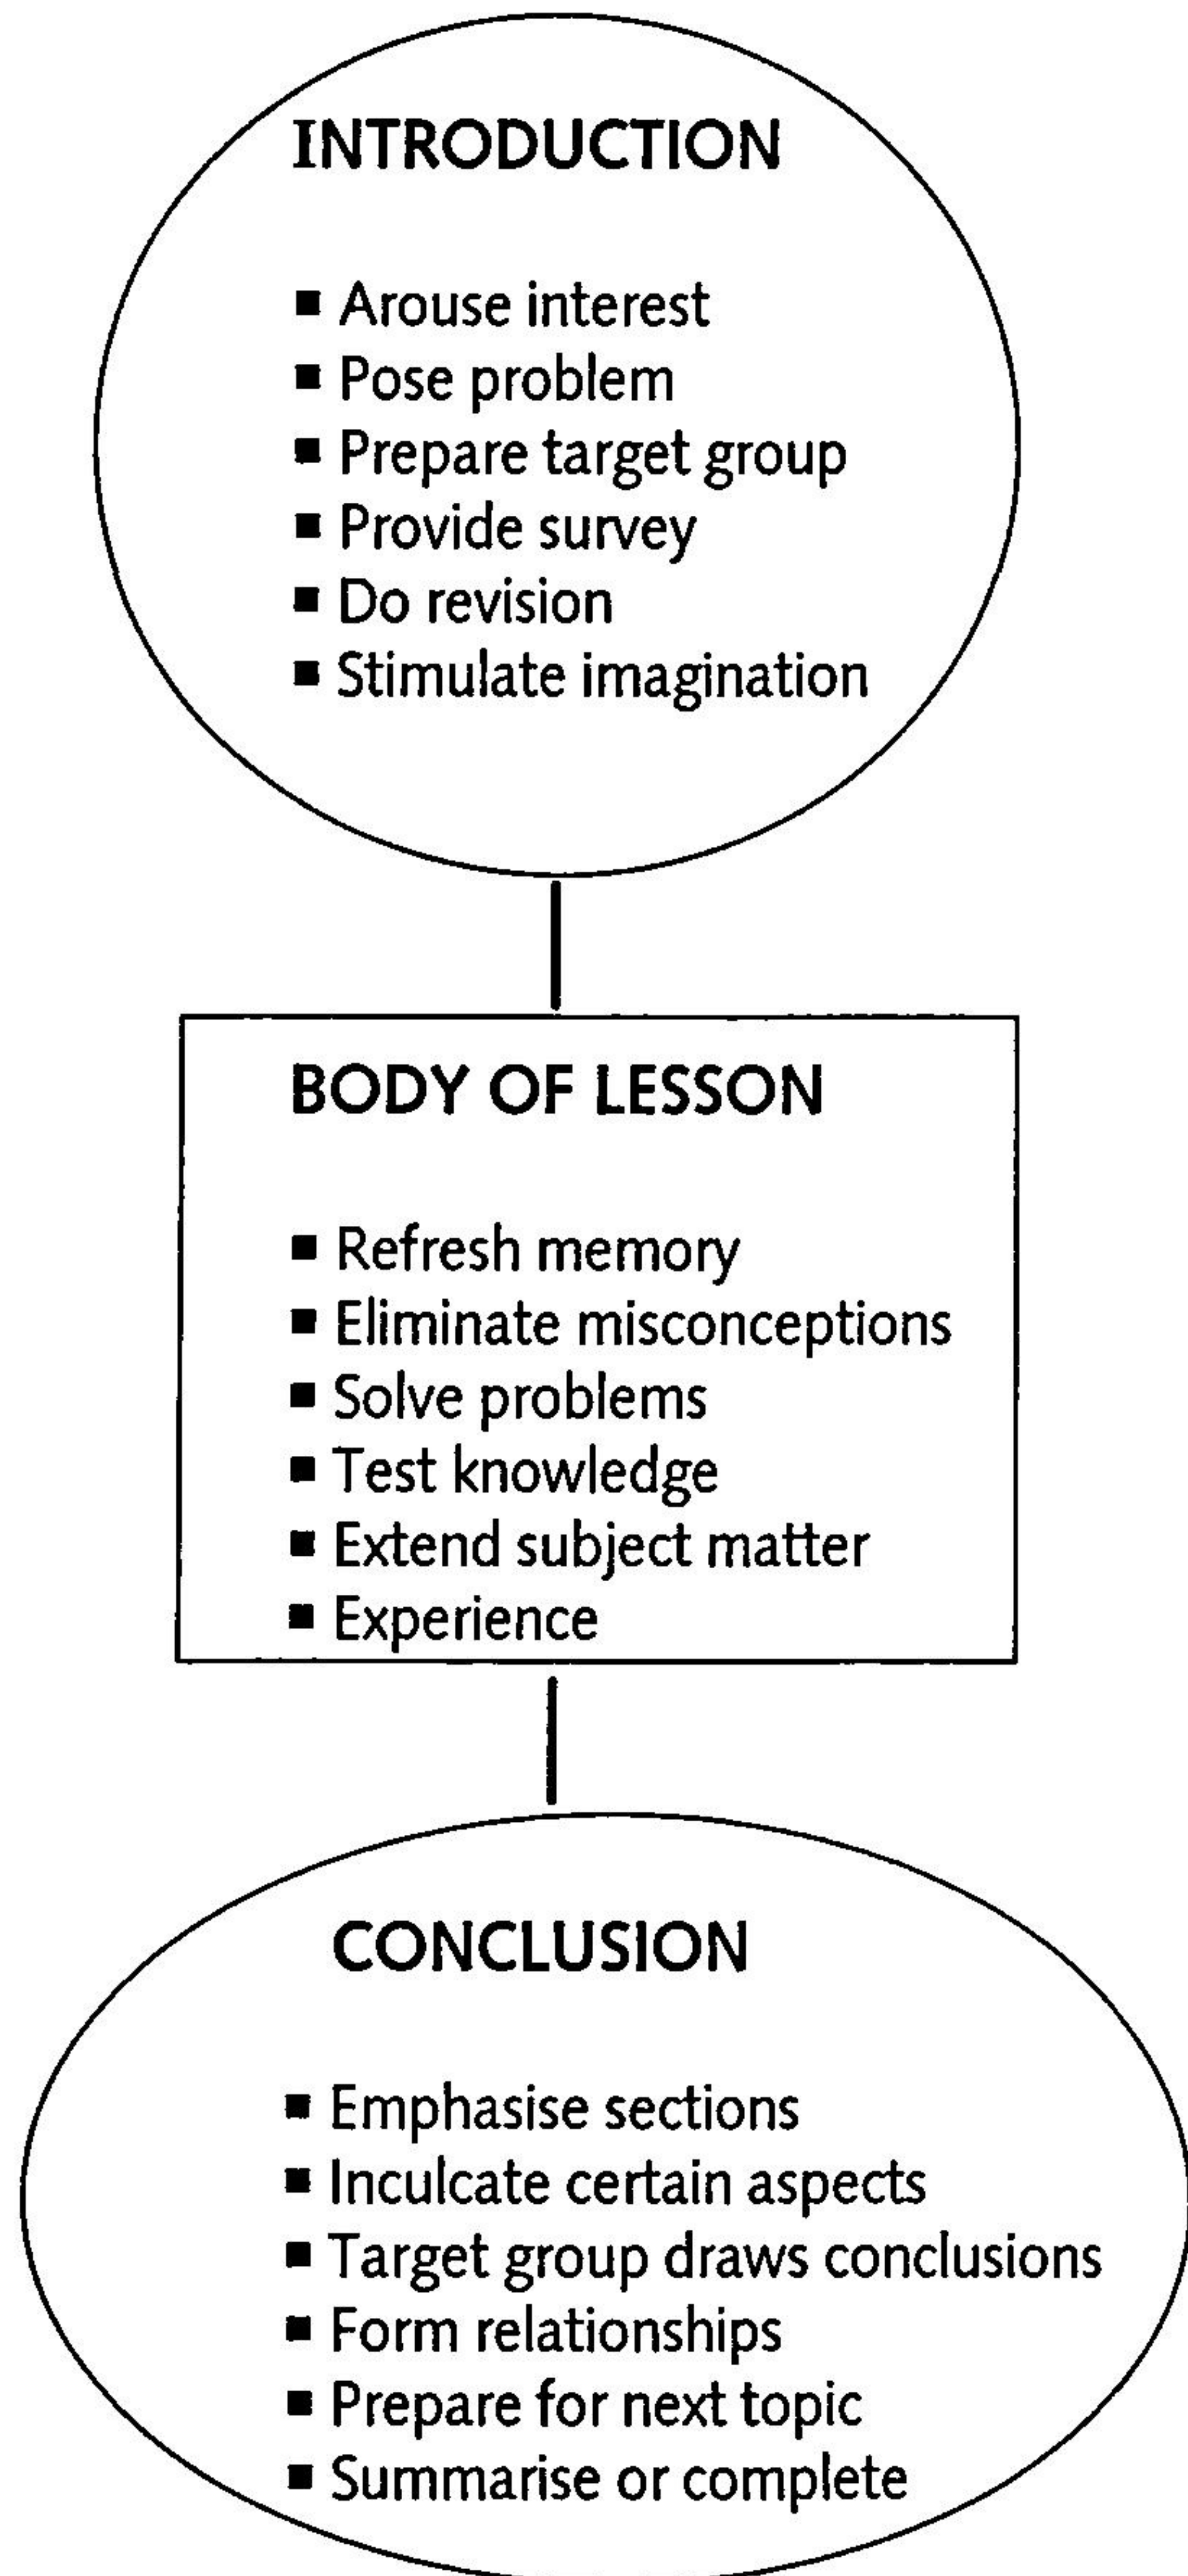 INTRODUCTION
▪ Arouse interest
▪ Pose problem
▪ Prepare target group
▪ Provide survey
▪ Do revision
▪ Stimulate imagination
BODY OF LESSON
▪ Refresh memory
▪ Eliminate misconceptions
▪ Solve problems
▪ Test knowledge
▪ Extend subject matter
▪ Experience
CONCLUSION
▪ Emphasise sections
▪ Inculcate certain aspects
▪ Target group draws conclusions
▪ Form relationships
▪ Prepare for next topic
▪ Summarise or complete